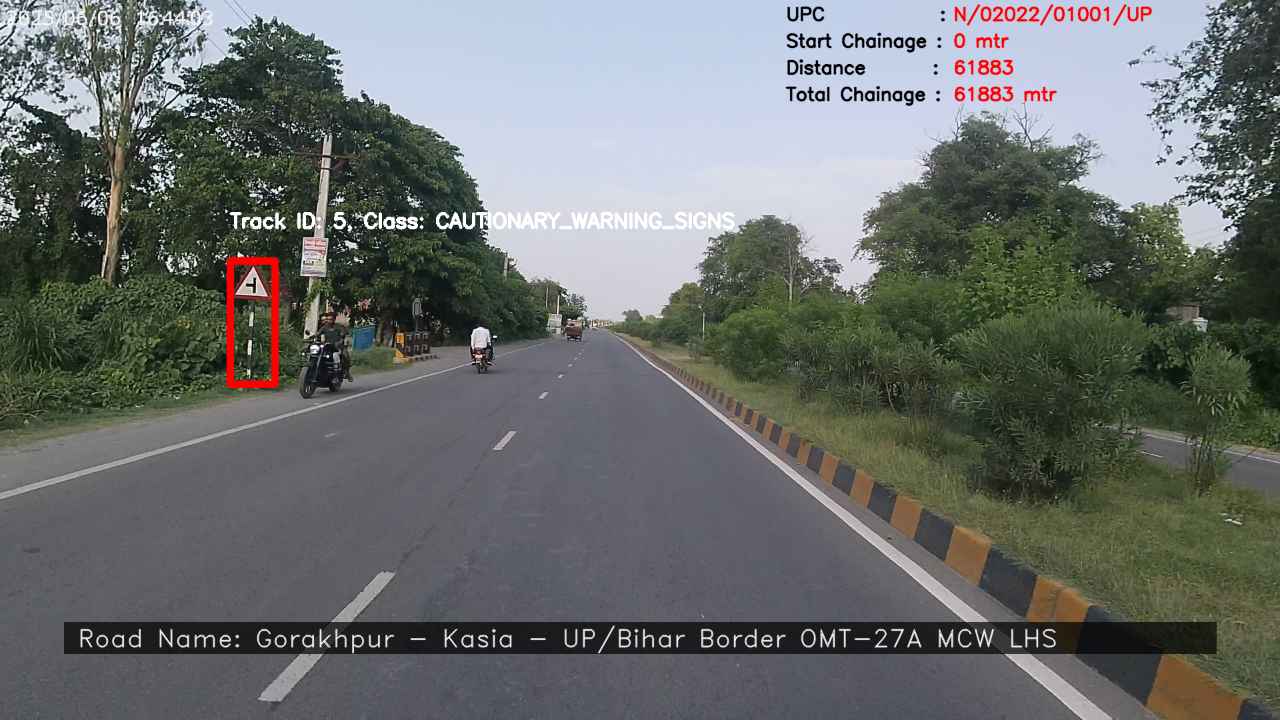 2025/06/06 16:44:03
UPC : N/02022/01001/UP
Start Chainage : 0 mtr
Distance : 61883
Total Chainage : 61883 mtr
Track ID: 5, Class: CAUTIONARY_WARNING_SIGNS
Road Name: Gorakhpur - Kasia - UP/Bihar Border OMT-27A MCW LHS